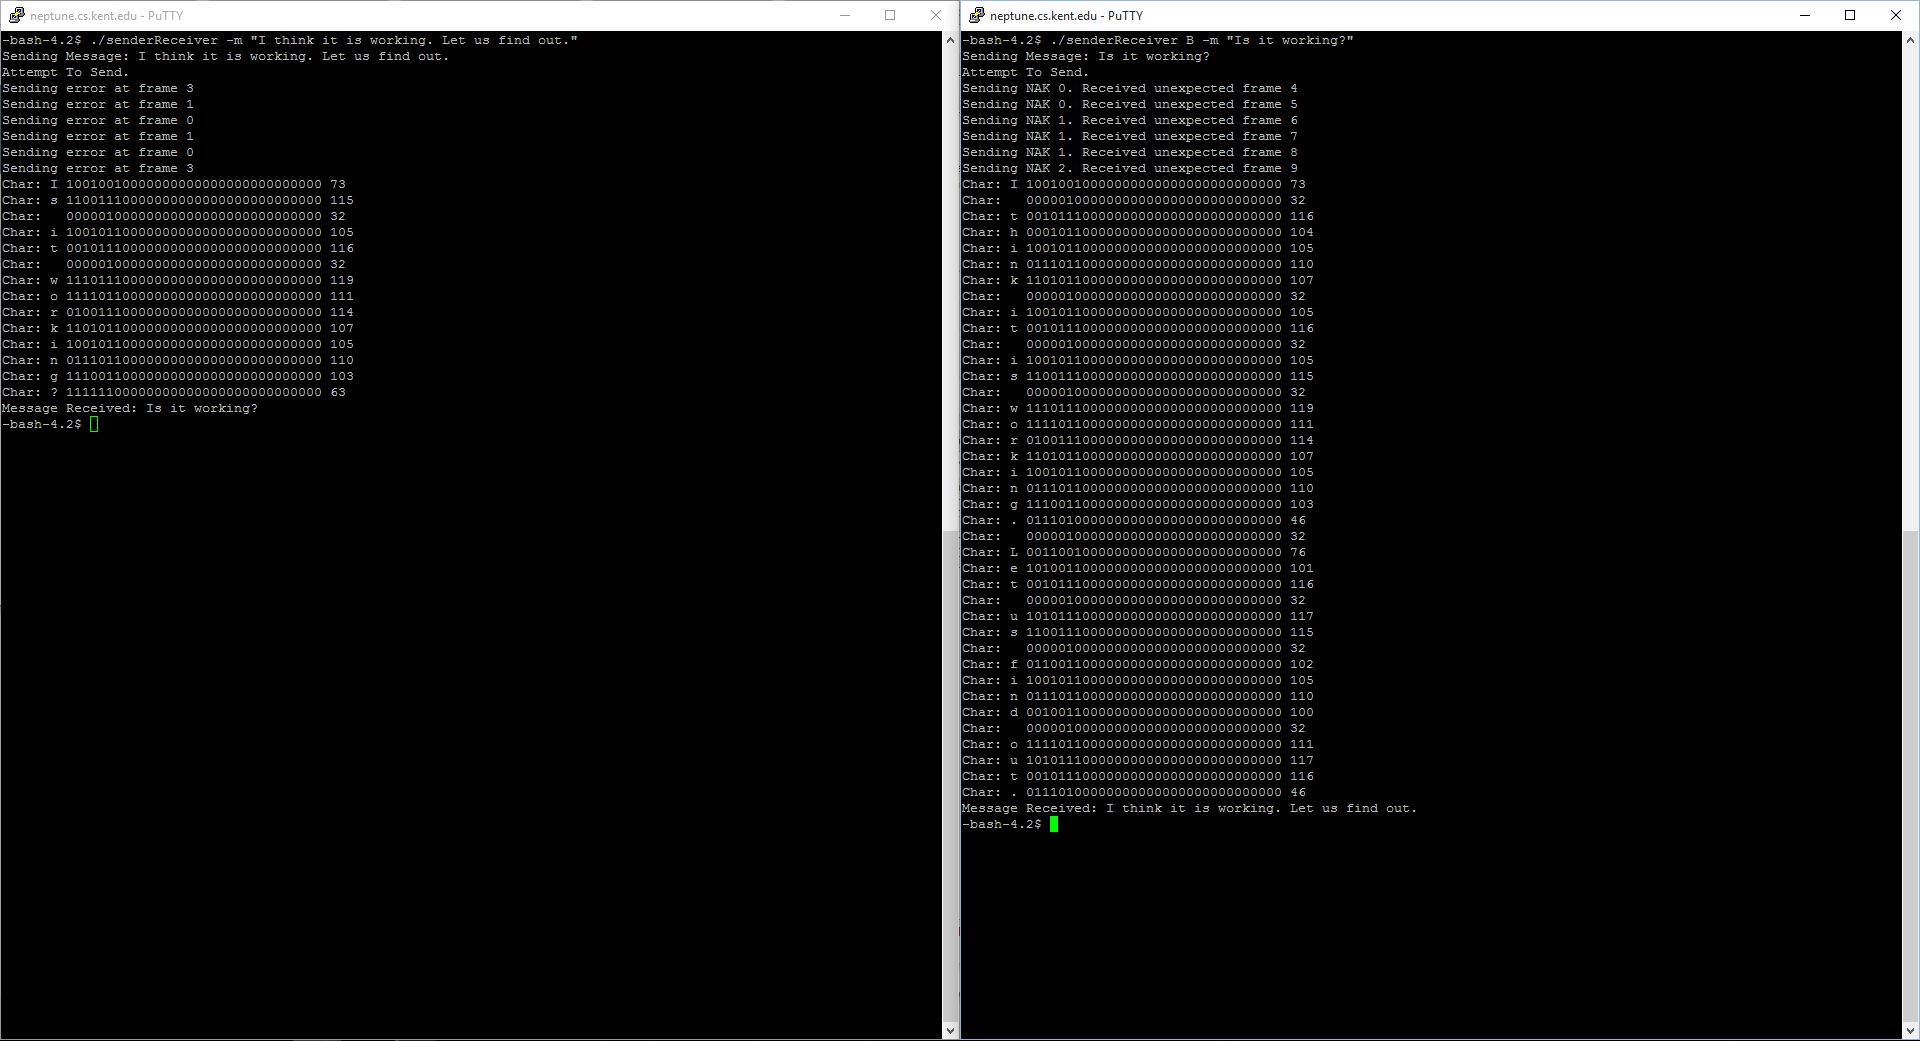 neptune.cs.kent.edu - PuTTY
-bash-4.2$ ./senderReceiver -m "I think it is working. Let us find out."
Sending Message: I think it is working. Let us find out.
Attempt To Send.
Sending error at frame 3
Sending error at frame 1
Sending error at frame 0
Sending error at frame 1
Sending error at frame 0
Sending error at frame 3
Char: I 10010010000000000000000000000000 73
Char: s 11001110000000000000000000000000 115
Char:   00000100000000000000000000000000 32
Char: i 10010110000000000000000000000000 105
Char: t 00101110000000000000000000000000 116
Char:   00000100000000000000000000000000 32
Char: w 11101110000000000000000000000000 119
Char: o 11110110000000000000000000000000 111
Char: r 01001110000000000000000000000000 114
Char: k 11010110000000000000000000000000 107
Char: i 10010110000000000000000000000000 105
Char: n 01110110000000000000000000000000 110
Char: g 11100110000000000000000000000000 103
Char: ? 11111100000000000000000000000000 63
Message Received: Is it working?
-bash-4.2$
neptune.cs.kent.edu - PuTTY
-bash-4.2$ ./senderReceiver B -m "Is it working?"
Sending Message: Is it working?
Attempt To Send.
Sending NAK 0. Received unexpected frame 4
Sending NAK 0. Received unexpected frame 5
Sending NAK 1. Received unexpected frame 6
Sending NAK 1. Received unexpected frame 7
Sending NAK 1. Received unexpected frame 8
Sending NAK 2. Received unexpected frame 9
Char: I 10010010000000000000000000000000 73
Char:   00000100000000000000000000000000 32
Char: t 00101110000000000000000000000000 116
Char: h 00010110000000000000000000000000 104
Char: i 10010110000000000000000000000000 105
Char: n 01110110000000000000000000000000 110
Char: k 11010110000000000000000000000000 107
Char:   00000100000000000000000000000000 32
Char: i 10010110000000000000000000000000 105
Char: t 00101110000000000000000000000000 116
Char:   00000100000000000000000000000000 32
Char: i 10010110000000000000000000000000 105
Char: s 11001110000000000000000000000000 115
Char:   00000100000000000000000000000000 32
Char: w 11101110000000000000000000000000 119
Char: o 11110110000000000000000000000000 111
Char: r 01001110000000000000000000000000 114
Char: k 11010110000000000000000000000000 107
Char: i 10010110000000000000000000000000 105
Char: n 01110110000000000000000000000000 110
Char: g 11100110000000000000000000000000 103
Char: . 01110100000000000000000000000000 46
Char:   00000100000000000000000000000000 32
Char: L 00110010000000000000000000000000 76
Char: e 10100110000000000000000000000000 101
Char: t 00101110000000000000000000000000 116
Char:   00000100000000000000000000000000 32
Char: u 10101110000000000000000000000000 117
Char: s 11001110000000000000000000000000 115
Char:   00000100000000000000000000000000 32
Char: f 01100110000000000000000000000000 102
Char: i 10010110000000000000000000000000 105
Char: n 01110110000000000000000000000000 110
Char: d 00100110000000000000000000000000 100
Char:   00000100000000000000000000000000 32
Char: o 11110110000000000000000000000000 111
Char: u 10101110000000000000000000000000 117
Char: t 00101110000000000000000000000000 116
Char: . 01110100000000000000000000000000 46
Message Received: I think it is working. Let us find out.
-bash-4.2$